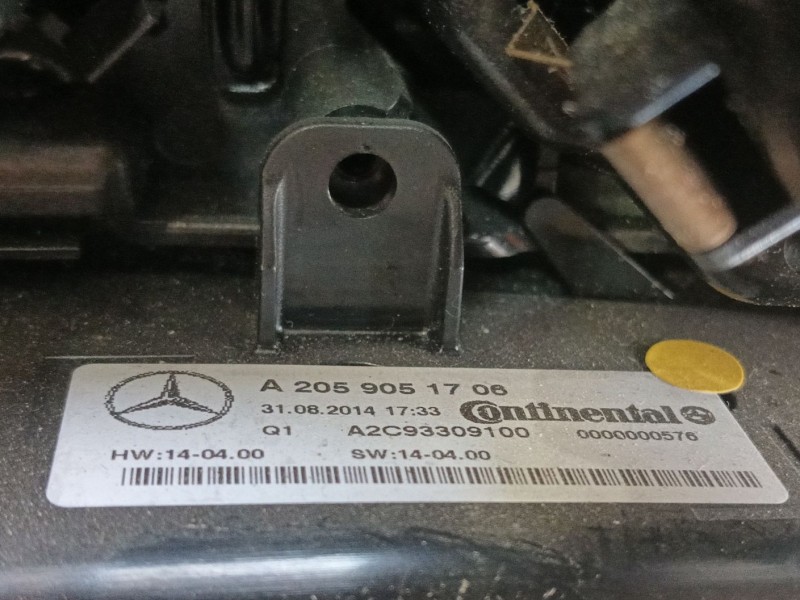 A 205 905 17 06
31.08.2014 17:33 Continental
Q1 A2C93309100 0000000576
HW:14-04.00 SW:14-04.00